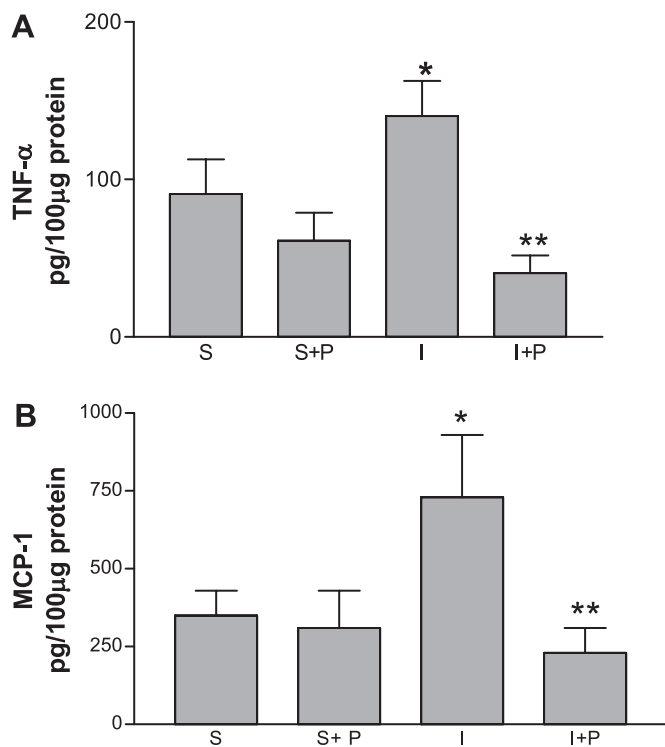 A
TNF-α
pg/100μg protein
200
100
0
*
**
S
S+P
I
I+P
B
MCP-1
pg/100μg protein
1000
750
500
250
0
*
**
S
S+ P
I
I+P